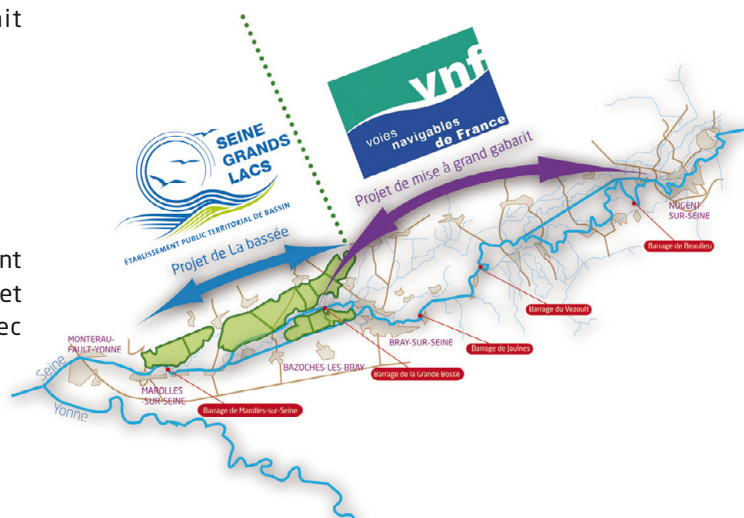 it
vnf
voies
navigables
de France
SEINE
GRANDS
LACS
ÉTABLISSEMENT PUBLIC TERRITORIAL DE BASSIN
Projet de mise à grand gabarit
Projet de La bassée
nt
et
ec
NOGENT
SUR-SEINE
Barrage de Beaulieu
Barrage du Vezoult
BRAY-SUR-SEINE
Barrage de Jaulnes
MONTERAU-
FAULT-YONNE
BAZOCHES-LES-BRAY
Barrage de la Grande Bosse
Seine
MAROLLES
-SUR-SEINE
Barrage de Marolles-sur-Seine
Yonne